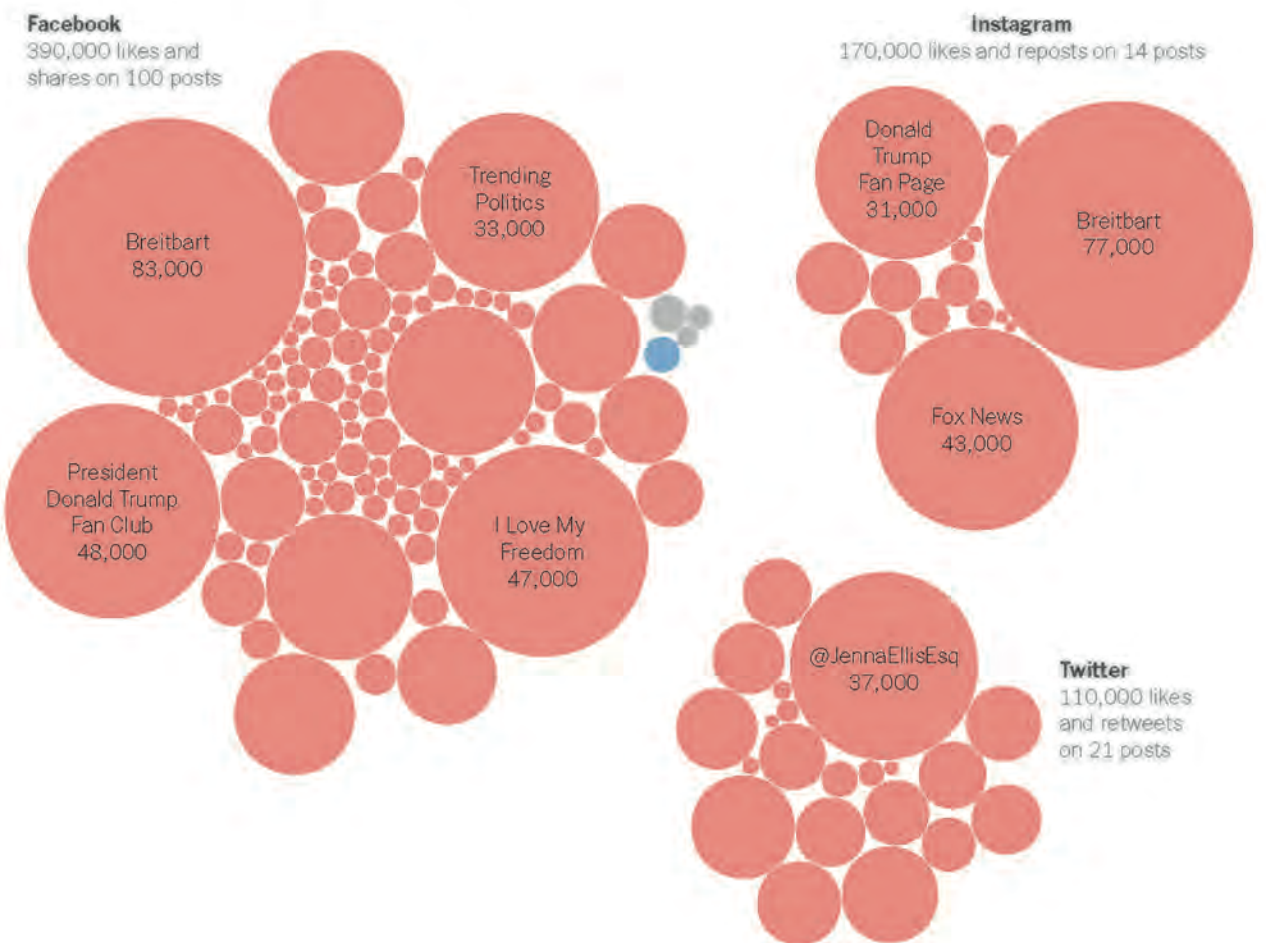 Facebook
390,000 likes and
shares on 100 posts
Breitbart
83,000
Trending
Politics
33,000
President
Donald Trump
Fan Club
48,000
I Love My
Freedom
47,000
Instagram
170,000 likes and reposts on 14 posts
Donald
Trump
Fan Page
31,000
Breitbart
77,000
Fox News
43,000
@JennaEllisEsq
37,000
Twitter
110,000 likes
and retweets
on 21 posts